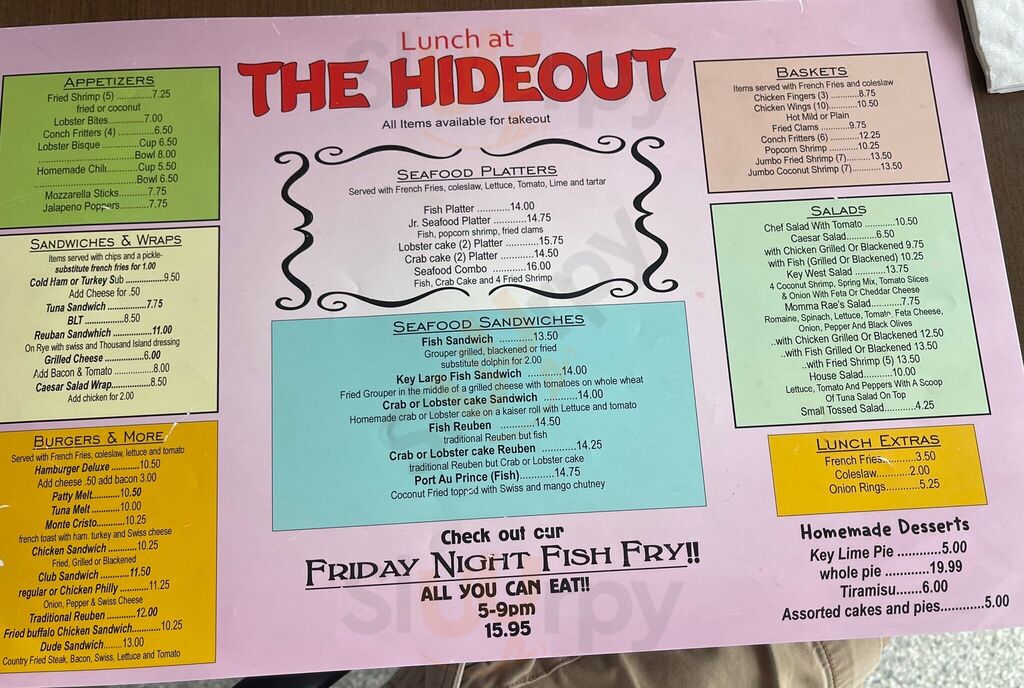 Lunch at
THE HIDEOUT
All Items available for takeout
APPETIZERS
Fried Shrimp (5) ..............7.25
fried or coconut
Lobster Bites..........7.00
Conch Fritters (4) ............6.50
Lobster Bisque ......Cup 6.50
..................................Bowl 8.00
Homemade Chili.......Cup 5.50
...................................Bowl 6.50
Mozzarella Sticks.........7.75
Jalapeno Poppers.........7.75
SANDWICHES & WRAPS
Items served with chips and a pickle-
substitute french fries for 1.00
Cold Ham or Turkey Sub ..............9.50
Add Cheese for .50
Tuna Sandwich ............7.75
BLT ..............8.50
Reuban Sandwhich ..............11.00
On Rye with swiss and Thousand Island dressing
Grilled Cheese ............6.00
Add Bacon & Tomato ..............8.00
Caesar Salad Wrap.............8.50
Add chicken for 2.00
BURGERS & MORE
Served with French Fries, coleslaw, lettuce and tomato
Hamburger Deluxe .............10.50
Add cheese .50 add bacon 3.00
Patty Melt.........10.50
Tuna Melt .........10.00
Monte Cristo.........10.25
french toast with ham, turkey and Swiss cheese
Chicken Sandwich ............10.25
Fried, Grilled or Blackened
Club Sandwich ............11.50
regular or Chicken Philly ............11.25
Onion, Pepper & Swiss Cheese
Traditional Reuben ............12.00
Fried buffalo Chicken Sandwich...........10.25
Dude Sandwich........13.00
Country Fried Steak, Bacon, Swiss, Lettuce and Tomato
SEAFOOD PLATTERS
Served with French Fries, coleslaw, Lettuce, Tomato, Lime and tartar
Fish Platter ............14.00
Jr. Seafood Platter ............14.75
Fish, popcorn shrimp, fried clams
Lobster cake (2) Platter ............15.75
Crab cake (2) Platter ............14.50
Seafood Combo ............16.00
Fish, Crab Cake and 4 Fried Shrimp
SEAFOOD SANDWICHES
Fish Sandwich ............13.50
Grouper grilled, blackened or fried
substitute dolphin for 2.00
Key Largo Fish Sandwich ............14.00
Fried Grouper in the middle of a grilled cheese with tomatoes on whole wheat
Crab or Lobster cake Sandwich ............14.00
Homemade crab or Lobster cake on a kaiser roll with Lettuce and tomato
Fish Reuben ............14.50
traditional Reuben but fish
Crab or Lobster cake Reuben ............14.25
traditional Reuben but Crab or Lobster cake
Port Au Prince (Fish)............14.75
Coconut Fried topped with Swiss and mango chutney
Check out our
FRIDAY NIGHT FISH FRY!!
ALL YOU CAN EAT!!
5-9pm
15.95
BASKETS
Items served with French Fries and coleslaw
Chicken Fingers (3) ............8.75
Chicken Wings (10)............10.50
Hot Mild or Plain
Fried Clams ............9.75
Conch Fritters (6) ............12.25
Popcorn Shrimp ............10.25
Jumbo Fried Shrimp (7)...........13.50
Jumbo Coconut Shrimp (7)............13.50
SALADS
Chef Salad With Tomato ............10.50
Caesar Salad............6.50
with Chicken Grilled Or Blackened 9.75
with Fish (Grilled Or Blackened) 10.25
Key West Salad ............13.75
4 Coconut Shrimp, Spring Mix, Tomato Slices
& Onion With Feta Or Cheddar Cheese
Momma Rae's Salad............7.75
Romaine, Spinach, Lettuce, Tomato, Feta Cheese,
Onion, Pepper And Black Olives
..with Chicken Grilled Or Blackened 12.50
..with Fish Grilled Or Blackened 13.50
...with Fried Shrimp (5) 13.50
House Salad............10.00
Lettuce, Tomato And Peppers With A Scoop
Of Tuna Salad On Top
Small Tossed Salad............4.25
LUNCH EXTRAS
French Fries............3.50
Coleslaw............2.00
Onion Rings............5.25
Homemade Desserts
Key Lime Pie ............5.00
whole pie ............19.99
Tiramisu.......6.00
Assorted cakes and pies............5.00